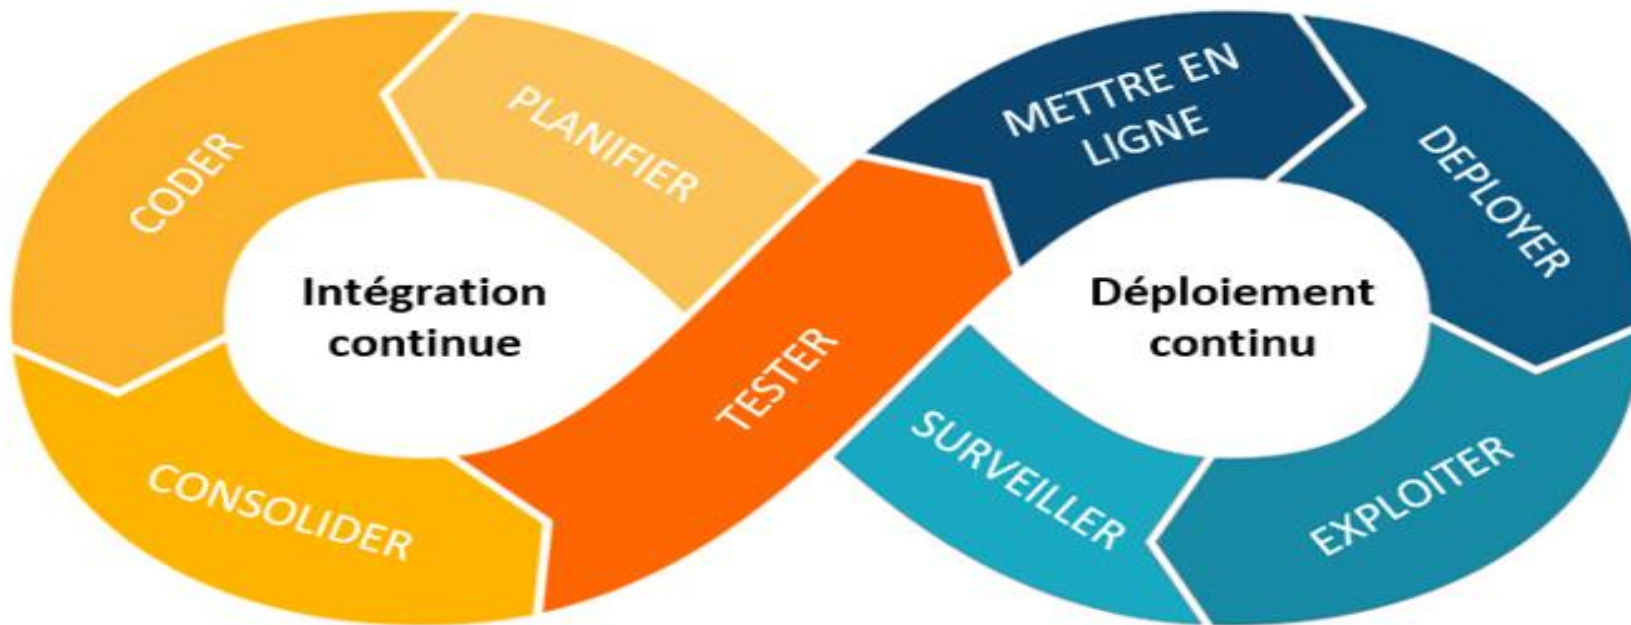 PLANIFIER
CODER
CONSOLIDER
TESTER
Intégration
continue
METTRE EN
LIGNE
DEPLOYER
EXPLOITER
SURVEILLER
Déploiement
continu